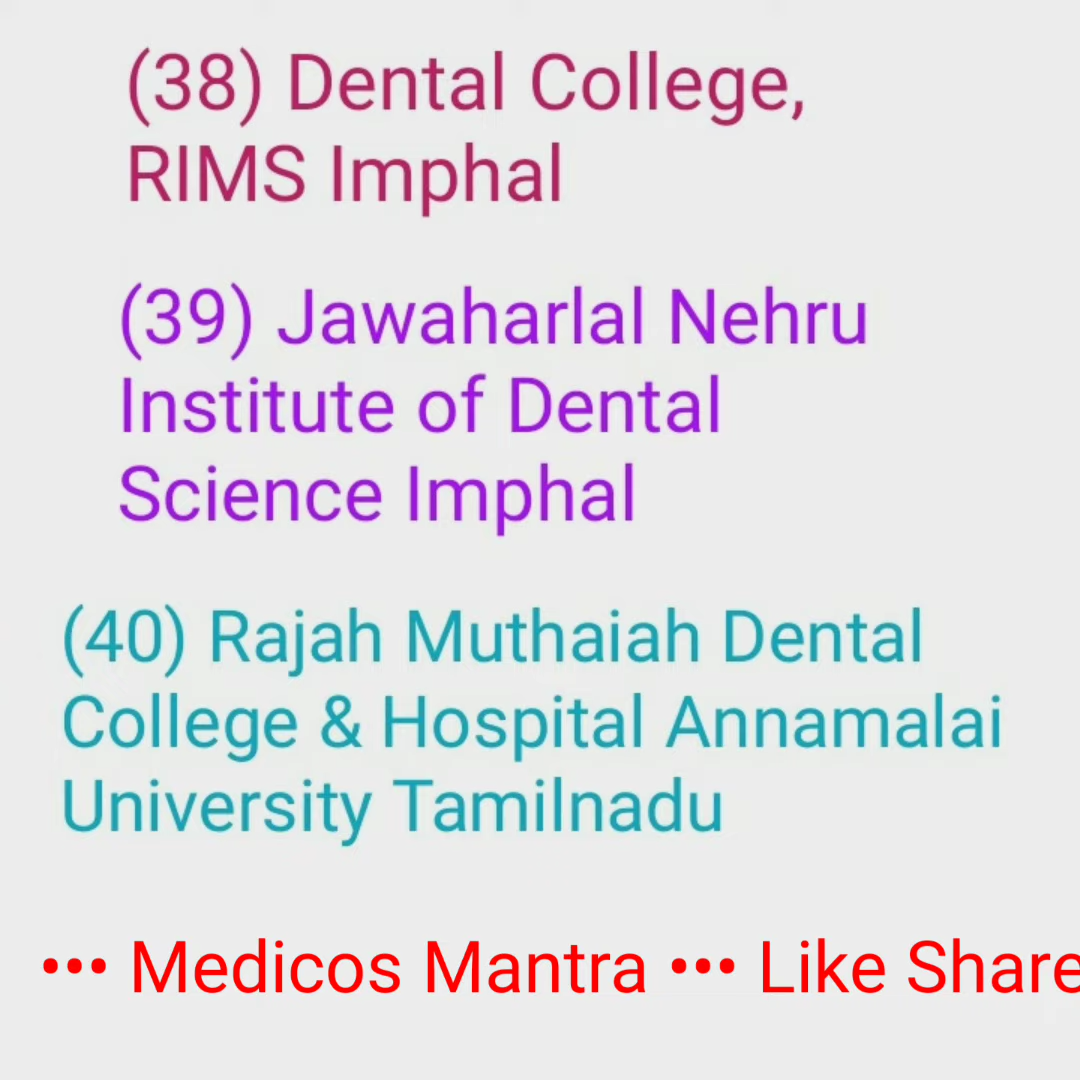 (38) Dental College,
RIMS Imphal
(39) Jawaharlal Nehru
Institute of Dental
Science Imphal
(40) Rajah Muthaiah Dental
College & Hospital Annamalai
University Tamilnadu
••• Medicos Mantra ••• Like Share